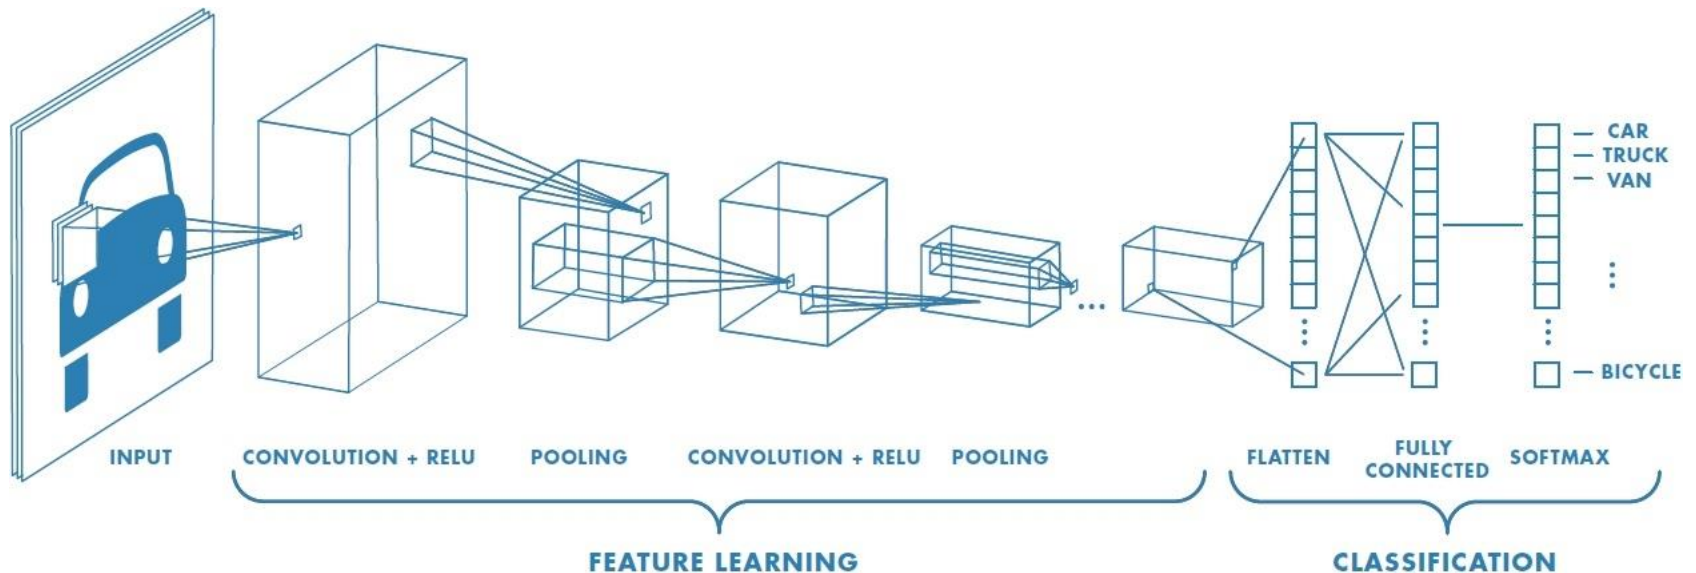 CAR
TRUCK
VAN
BICYCLE
INPUT
CONVOLUTION + RELU
POOLING
CONVOLUTION + RELU
POOLING
FLATTEN
FULLY
CONNECTED
SOFTMAX
FEATURE LEARNING
CLASSIFICATION